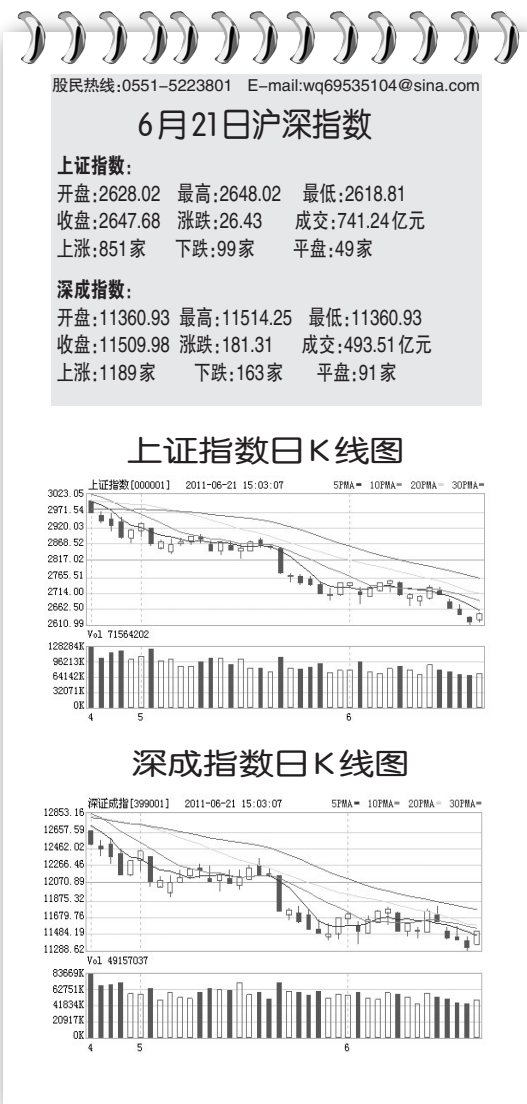 股民热线:0551-5223801 E-mail:wq69535104@sina.com
6月21日沪深指数
上证指数:
开盘:2628.02 最高:2648.02 最低:2618.81
收盘:2647.68 涨跌:26.43 成交:741.24亿元
上涨:851家 下跌:99家 平盘:49家
深成指数:
开盘:11360.93 最高:11514.25 最低:11360.93
收盘:11509.98 涨跌:181.31 成交:493.51亿元
上涨:1189家 下跌:163家 平盘:91家
上证指数日K线图
上证指数[000001] 2011-06-21 15:03:07 5PMA= 10PMA= 20PMA= 30PMA=
3023.05
2971.54
2920.03
2868.52
2817.02
2765.51
2714.00
2662.50
2610.99
Vol 71564202
128284K
96213K
64142K
32071K
0K
4 5 6
深成指数日K线图
深证成指[399001] 2011-06-21 15:03:07 5PMA= 10PMA= 20PMA= 30PMA=
12853.16
12657.59
12462.02
12266.46
12070.89
11875.32
11679.76
11484.19
11288.62
Vol 49157037
83669K
62751K
41834K
20917K
0K
4 5 6